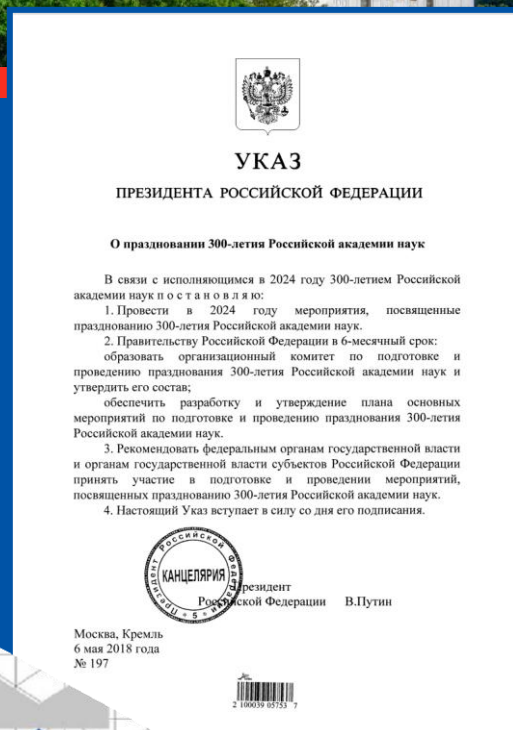 УКАЗ
ПРЕЗИДЕНТА РОССИЙСКОЙ ФЕДЕРАЦИИ
О праздновании 300-летия Российской академии наук
В связи с исполняющимся в 2024 году 300-летием Российской
академии наук п о с т а н о в л я ю:
1. Провести в 2024 году мероприятия, посвященные
празднованию 300-летия Российской академии наук.
2. Правительству Российской Федерации в 6-месячный срок:
образовать организационный комитет по подготовке и
проведению празднования 300-летия Российской академии наук и
утвердить его состав;
обеспечить разработку и утверждение плана основных
мероприятий по подготовке и проведению празднования 300-летия
Российской академии наук.
3. Рекомендовать федеральным органам государственной власти
и органам государственной власти субъектов Российской Федерации
принять участие в подготовке и проведении мероприятий,
посвященных празднованию 300-летия Российской академии наук.
4. Настоящий Указ вступает в силу со дня его подписания.
Президент Российской Федерации
КАНЦЕЛЯРИЯ
* 5 *
Президент
Российской Федерации В.Путин
Москва, Кремль
6 мая 2018 года
№ 197
2 100039 05753 7